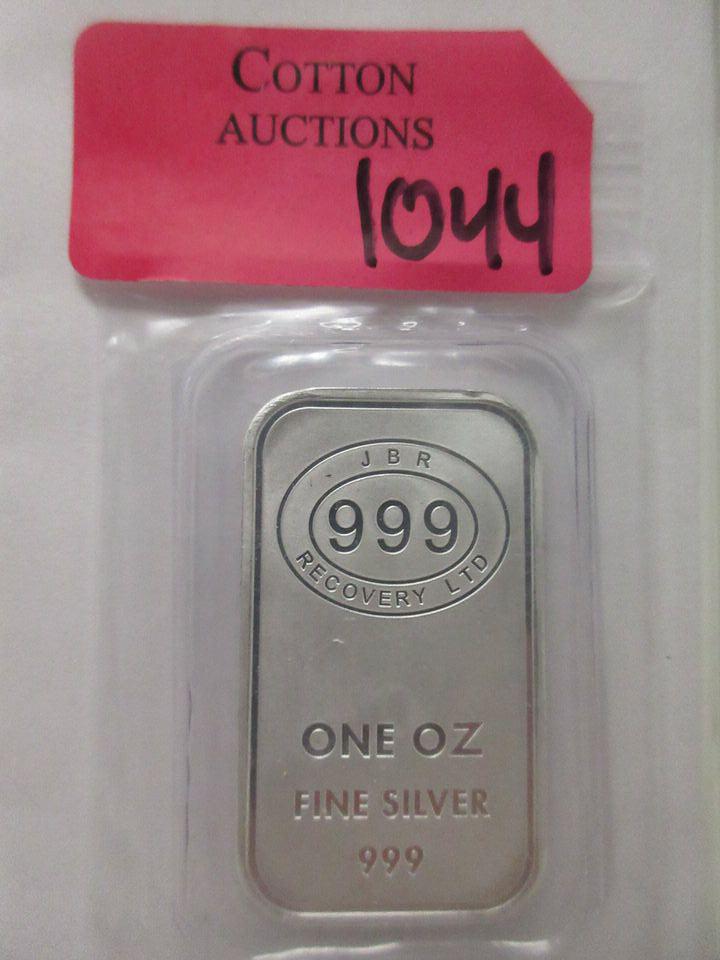 COTTON
AUCTIONS
1044
JBR
999
RECOVERY LTD
ONE OZ
FINE SILVER
999